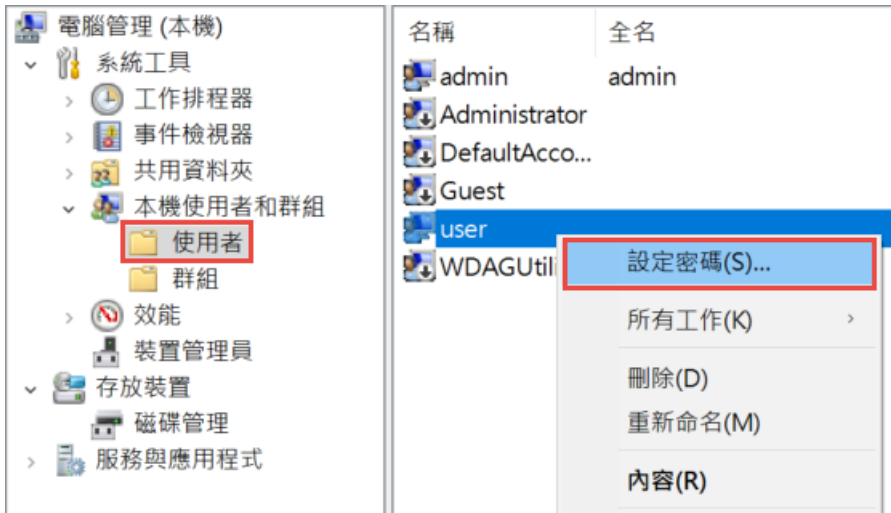 電腦管理 (本機)
系統工具
工作排程器
事件檢視器
共用資料夾
本機使用者和群組
使用者
群組
效能
裝置管理員
存放裝置
磁碟管理
服務與應用程式
名稱 全名
admin admin
Administrator
DefaultAcco...
Guest
user
WDAGUtil
設定密碼(S)...
所有工作(K)
刪除(D)
重新命名(M)
內容(R)